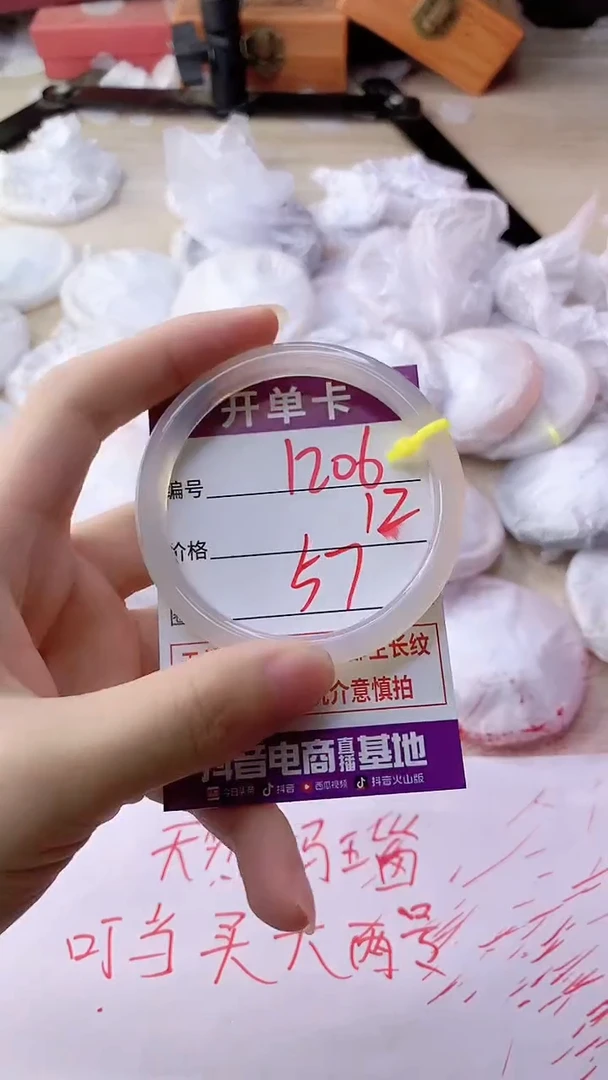 开单卡
编号 1206
12
价格
57
生长纹
介意慎拍
抖音电商直播基地
今日头条 抖音 西瓜视频 抖音火山版
天然玛瑙
叮当买大两号